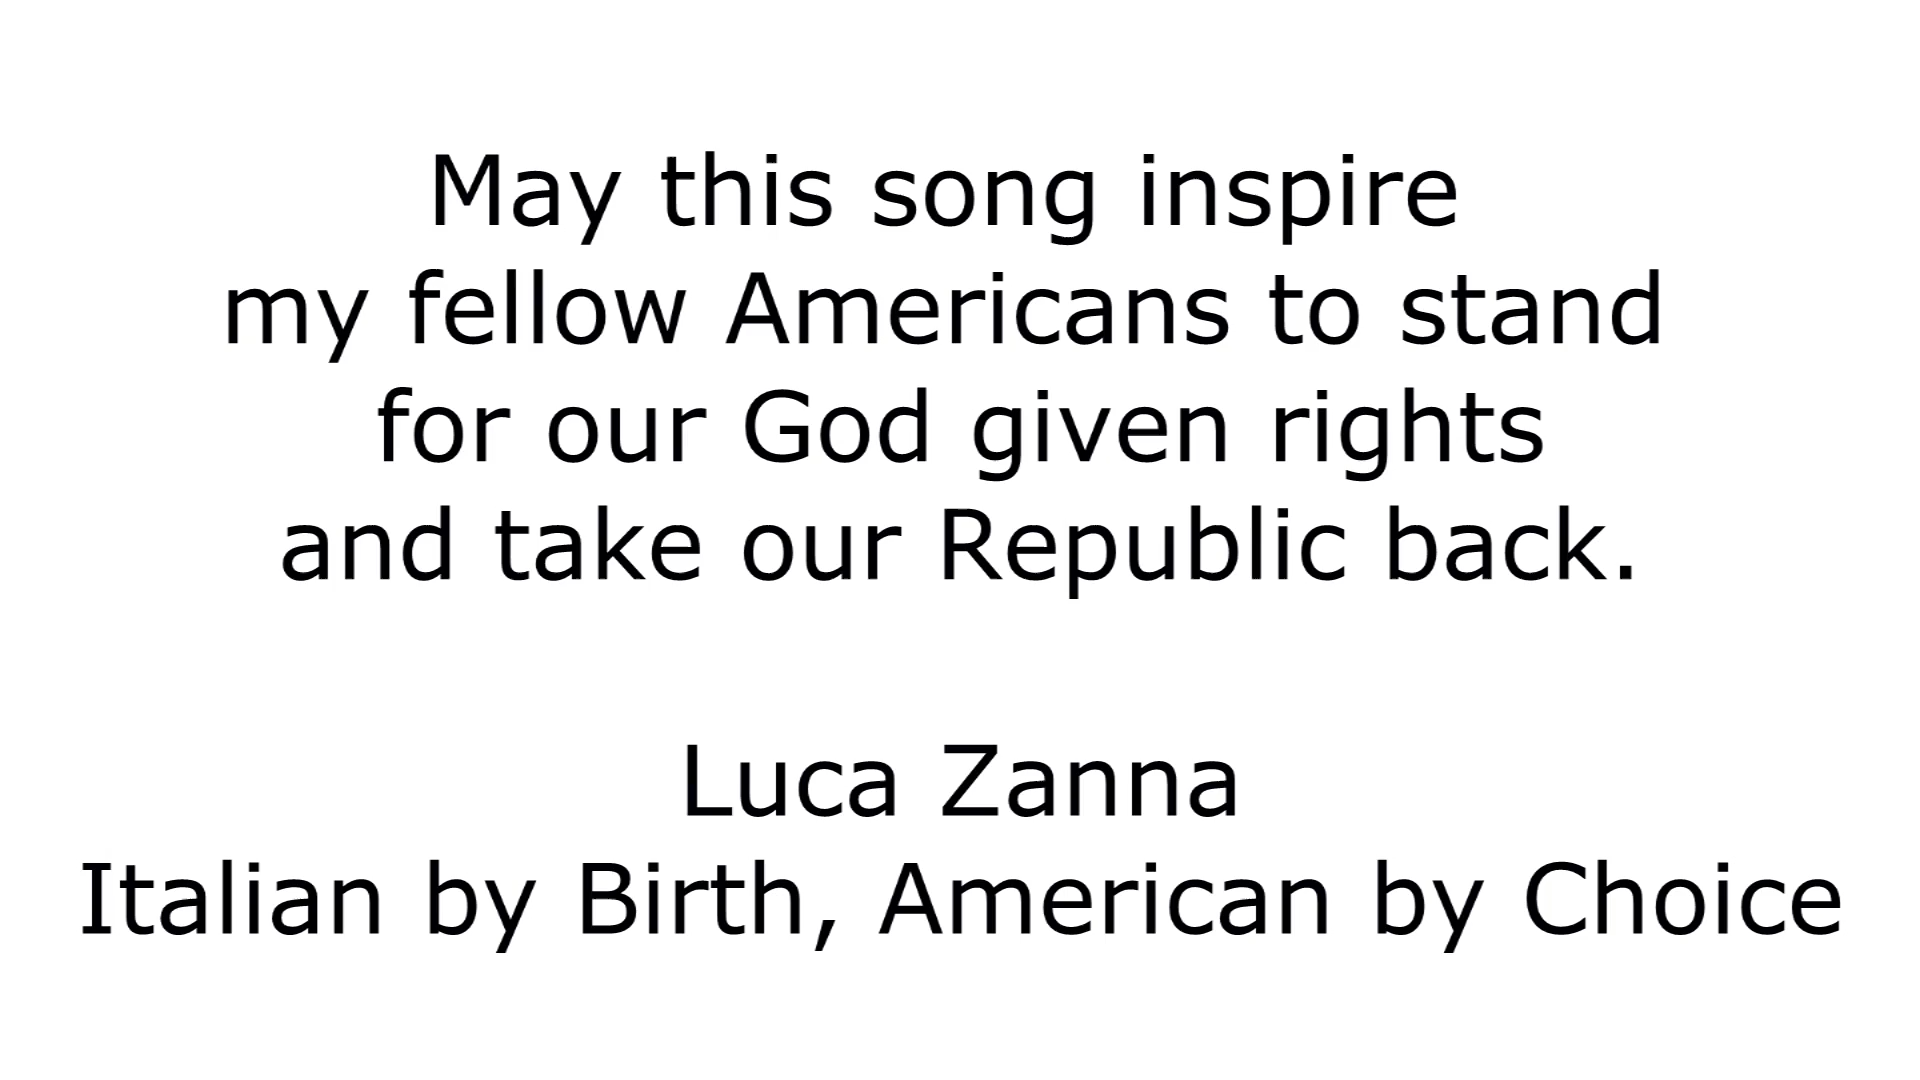 May this song inspire
my fellow Americans to stand
for our God given rights
and take our Republic back.
Luca Zanna
Italian by Birth, American by Choice